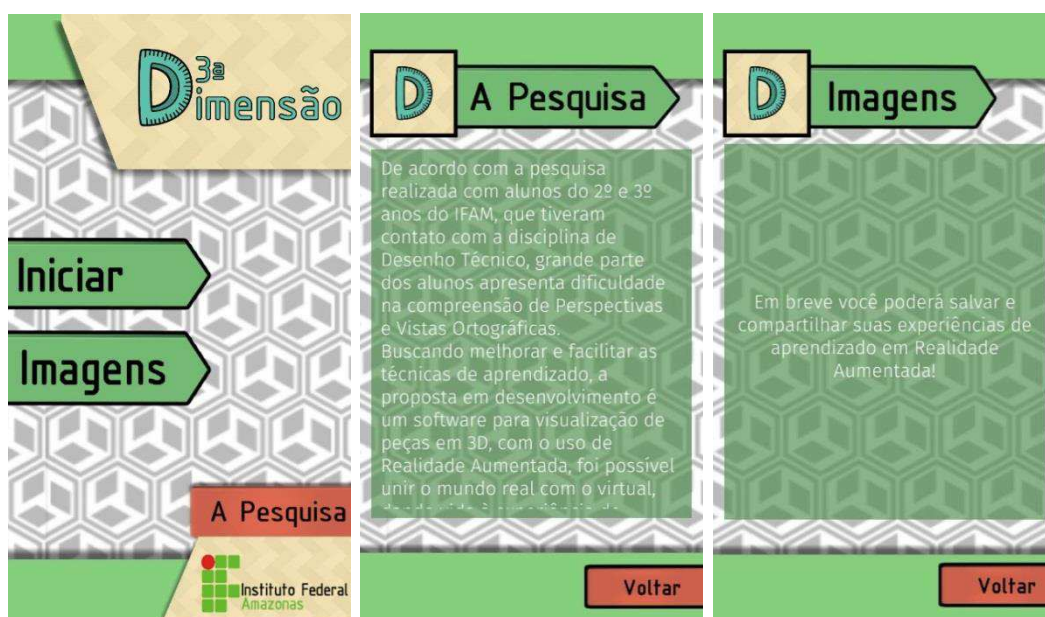 3ª
Dimensão
Iniciar
Imagens
A Pesquisa
Instituto Federal
Amazonas
D
A Pesquisa
De acordo com a pesquisa
realizada com alunos do 2º e 3º
anos do IFAM, que tiveram
contato com a disciplina de
Desenho Técnico, grande parte
dos alunos apresenta dificuldade
na compreensão de Perspectivas
e Vistas Ortográficas.
Buscando melhorar e facilitar as
técnicas de aprendizado, a
proposta em desenvolvimento é
um software para visualização de
peças em 3D, com o uso de
Realidade Aumentada, foi possível
unir o mundo real com o virtual,
Voltar
D
Imagens
Em breve você poderá salvar e
compartilhar suas experiências de
aprendizado em Realidade
Aumentada!
Voltar